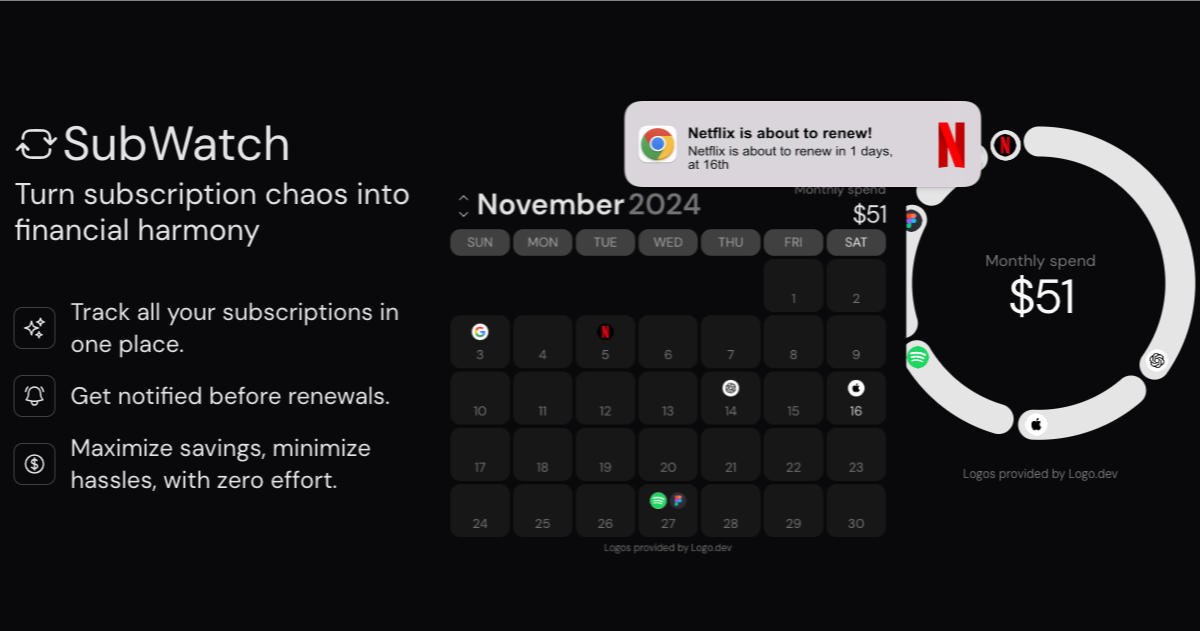 SubWatch
Turn subscription chaos into
financial harmony
Track all your subscriptions in
one place.
Get notified before renewals.
Maximize savings, minimize
hassles, with zero effort.
Netflix is about to renew!
Netflix is about to renew in 1 days,
at 16th
November 2024
Monthly spend
$51
SUN MON TUE WED THU FRI SAT
1 2
3 4 5 6 7 8 9
10 11 12 13 14 15 16
17 18 19 20 21 22 23
24 25 26 27 28 29 30
Logos provided by Logo.dev
Monthly spend
$51
Logos provided by Logo.dev